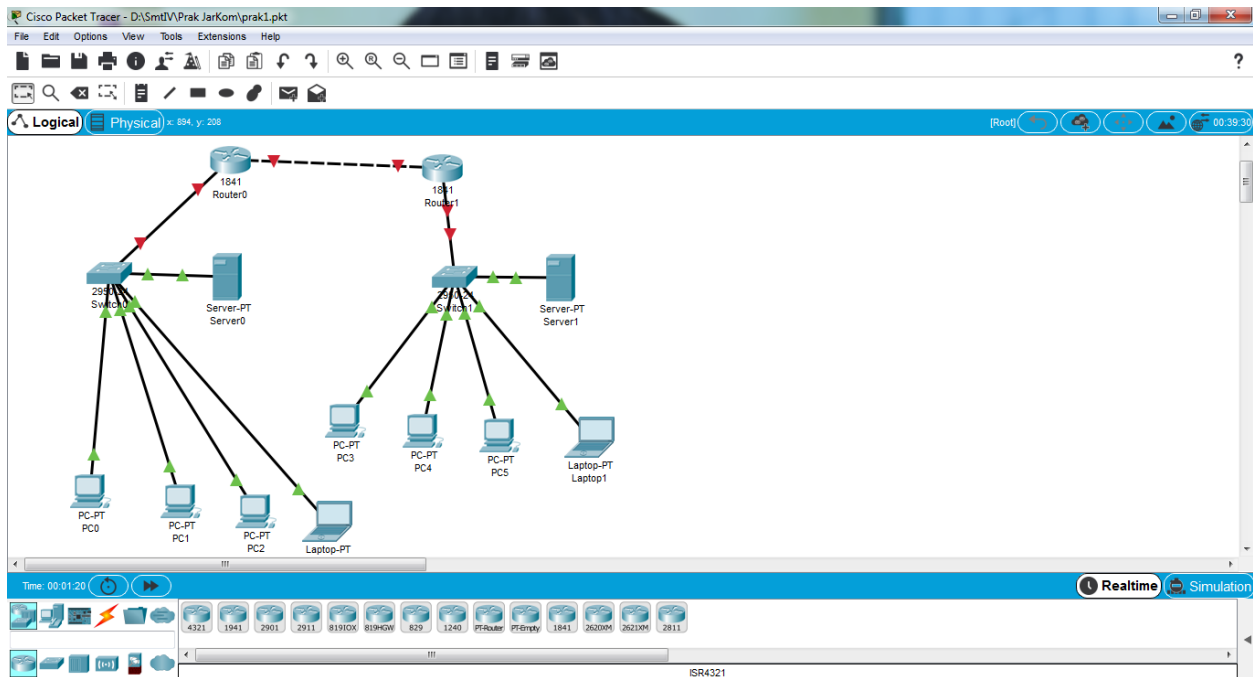 Cisco Packet Tracer - D:\SmtIV\Prak JarKom\prak1.pkt
File Edit Options View Tools Extensions Help
?
Logical Physical x: 894, y: 208 [Root] 00:39:30
1841
Router0
1841
Router1
2950-24
Switch0
Server-PT
Server0
2950-24
Switch1
Server-PT
Server1
PC-PT
PC3
PC-PT
PC4
PC-PT
PC5
Laptop-PT
Laptop1
PC-PT
PC0
PC-PT
PC1
PC-PT
PC2
Laptop-PT
Time: 00:01:20 Realtime Simulation
4321 1941 2901 2911 819IOX 819HGW 829 1240 PT-Router PT-Empty 1841 2620XM 2621XM 2811
ISR4321